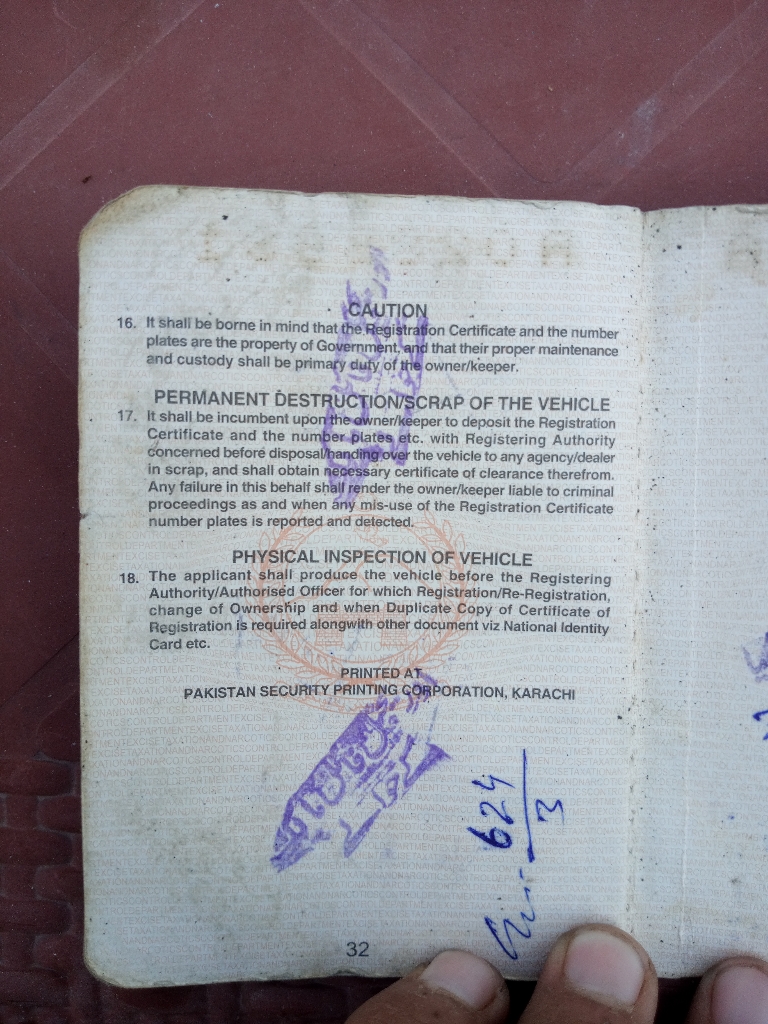 CAUTION
16. It shall be borne in mind that the Registration Certificate and the number
plates are the property of Government, and that their proper maintenance
and custody shall be primary duty of the owner/keeper.
PERMANENT DESTRUCTION/SCRAP OF THE VEHICLE
17. It shall be incumbent upon the owner/keeper to deposit the Registration
Certificate and the number plates etc. with Registering Authority
concerned before disposal/handing over the vehicle to any agency/dealer
in scrap, and shall obtain necessary certificate of clearance therefrom.
Any failure in this behalf shall render the owner/keeper liable to criminal
proceedings as and when any mis-use of the Registration Certificate
number plates is reported and detected.
PHYSICAL INSPECTION OF VEHICLE
18. The applicant shall produce the vehicle before the Registering
Authority/Authorised Officer for which Registration/Re-Registration,
change of Ownership and when Duplicate Copy of Certificate of
Registration is required alongwith other document viz National Identity
Card etc.
PRINTED AT
PAKISTAN SECURITY PRINTING CORPORATION, KARACHI
624
3
32